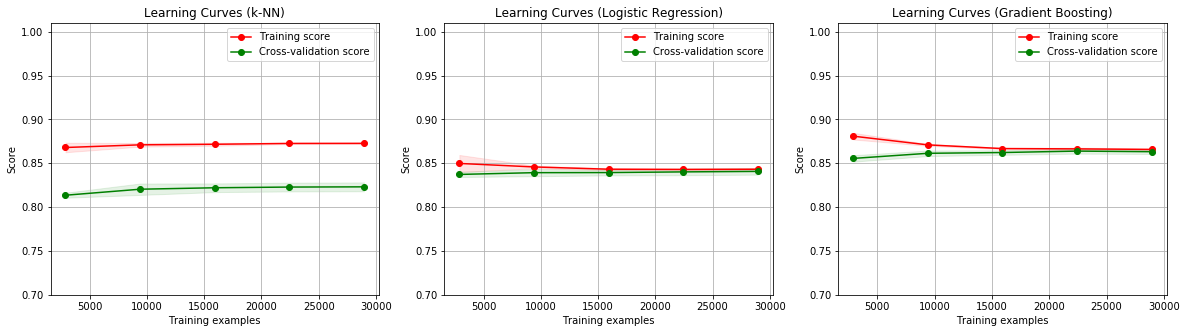 Learning Curves (k-NN)
Training score
Cross-validation score
1.00
0.95
0.90
0.85
0.80
0.75
0.70
Score
5000 10000 15000 20000 25000 30000
Training examples
Learning Curves (Logistic Regression)
Training score
Cross-validation score
1.00
0.95
0.90
0.85
0.80
0.75
0.70
Score
5000 10000 15000 20000 25000 30000
Training examples
Learning Curves (Gradient Boosting)
Training score
Cross-validation score
1.00
0.95
0.90
0.85
0.80
0.75
0.70
Score
5000 10000 15000 20000 25000 30000
Training examples